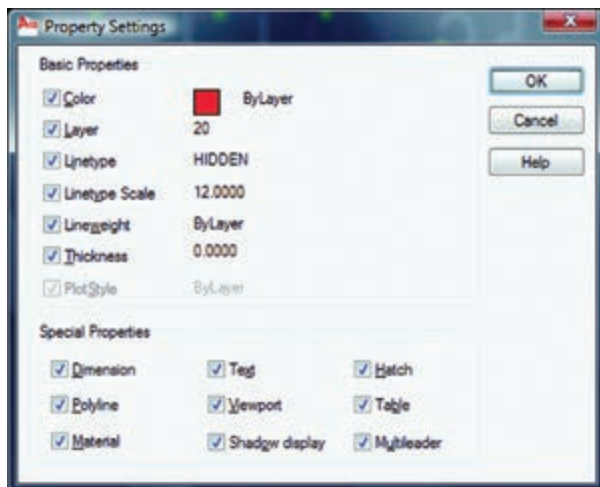 Property Settings
Basic Properties
Color ByLayer
Layer 20
Linetype HIDDEN
Linetype Scale 12.0000
Lineweight ByLayer
Thickness 0.0000
PlotStyle ByLayer
OK
Cancel
Help
Special Properties
Dimension Text Hatch
Polyline Viewport Table
Material Shadow display Multileader